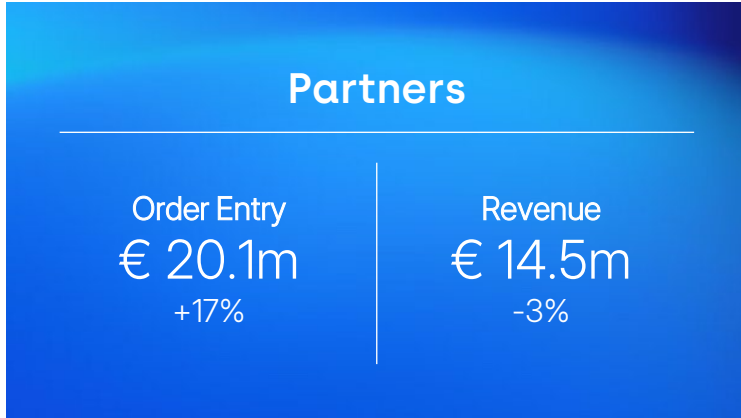 Partners
Order Entry
€ 20.1m
+17%
Revenue
€ 14.5m
-3%